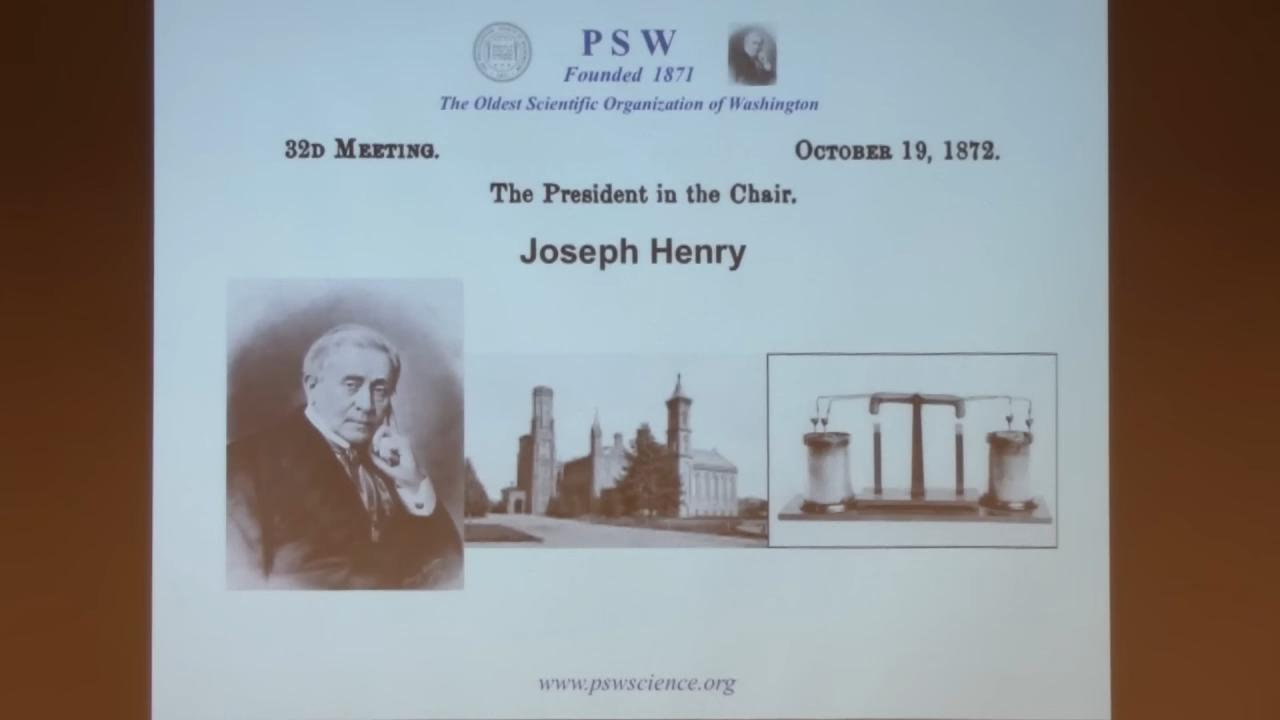 PSW
Founded 1871
The Oldest Scientific Organization of Washington
32D MEETING.
OCTOBER 19, 1872.
The President in the Chair.
Joseph Henry
www.pswscience.org